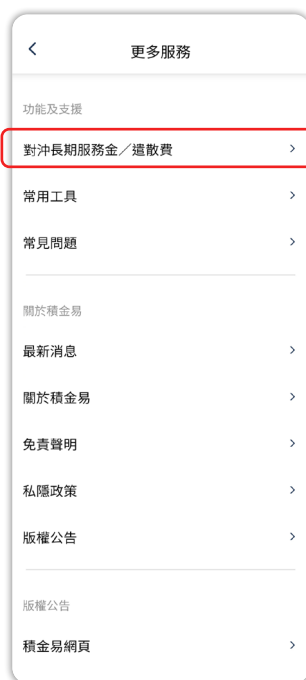 更多服務
功能及支援
對沖長期服務金／遣散費
常用工具
常見問題
關於積金易
最新消息
關於積金易
免責聲明
私隱政策
版權公告
版權公告
積金易網頁